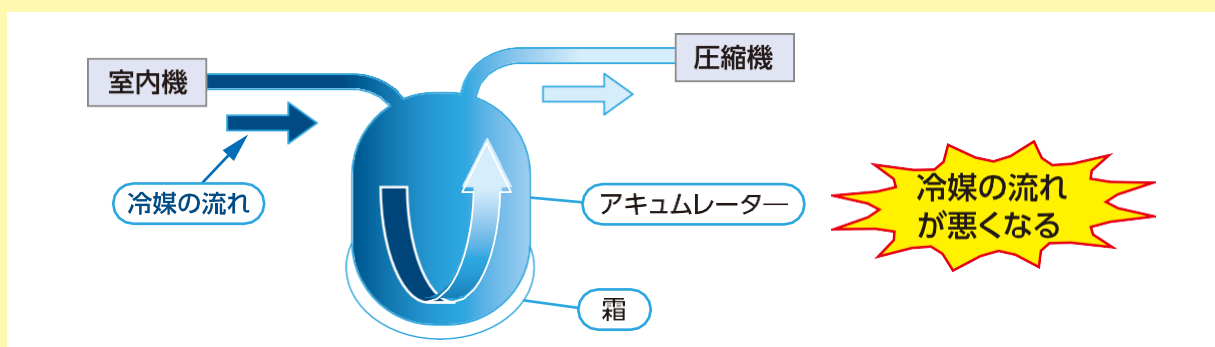 室内機
圧縮機
冷媒の流れ
アキュムレーター
霜
冷媒の流れ
が悪くなる